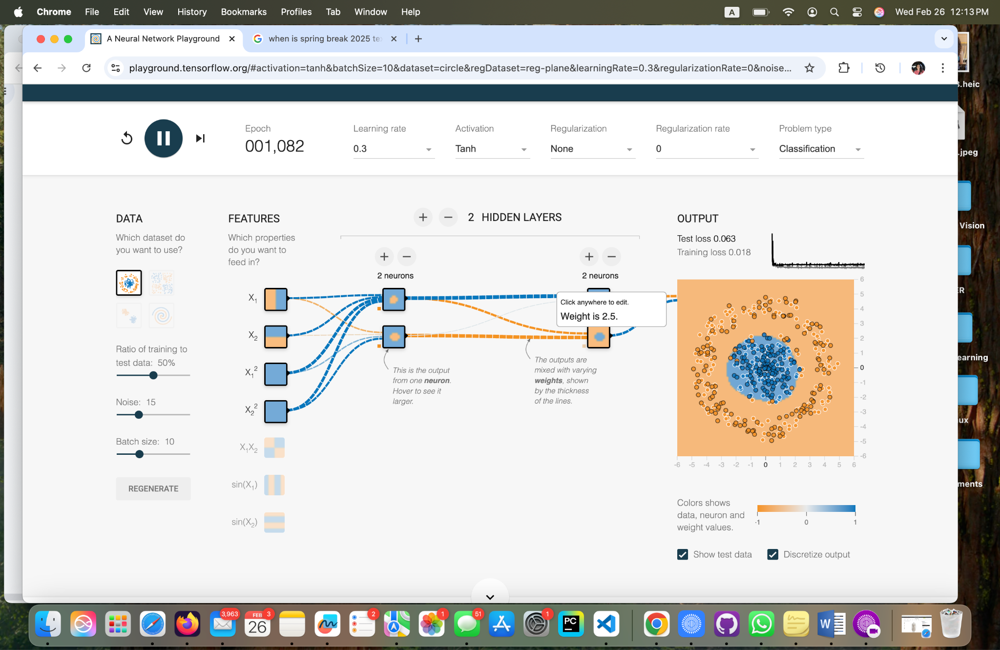 Chrome File Edit View History Bookmarks Profiles Tab Window Help
A
Wed Feb 26 12:13 PM
A Neural Network Playground
when is spring break 2025 te
playground.tensorflow.org/#activation=tanh&batchSize=10&dataset=circle&regDataset=reg-plane&learningRate=0.3&regularizationRate=0&noise...
Epoch
001,082
Learning rate
0.3
Activation
Tanh
Regularization
None
Regularization rate
0
Problem type
Classification
DATA
Which dataset do
you want to use?
Ratio of training to
test data: 50%
Noise: 15
Batch size: 10
REGENERATE
FEATURES
Which properties
do you want to
feed in?
X1
X2
X1²
X2²
X1X2
sin(X1)
sin(X2)
+ − 2 HIDDEN LAYERS
+ −
2 neurons
+ −
2 neurons
Click anywhere to edit.
Weight is 2.5.
This is the output
from one neuron.
Hover to see it
larger.
The outputs are
mixed with varying
weights, shown
by the thickness
of the lines.
OUTPUT
Test loss 0.063
Training loss 0.018
6
5
4
3
2
1
0
-1
-2
-3
-4
-5
-6
-6 -5 -4 -3 -2 -1 0 1 2 3 4 5 6
Colors shows
data, neuron and
weight values.
-1 0 1
Show test data
Discretize output
3.heic
.jpeg
Vision
ER
earning
ux
ments
3,963
FEB 3
26
2
1
51
1
PC
W